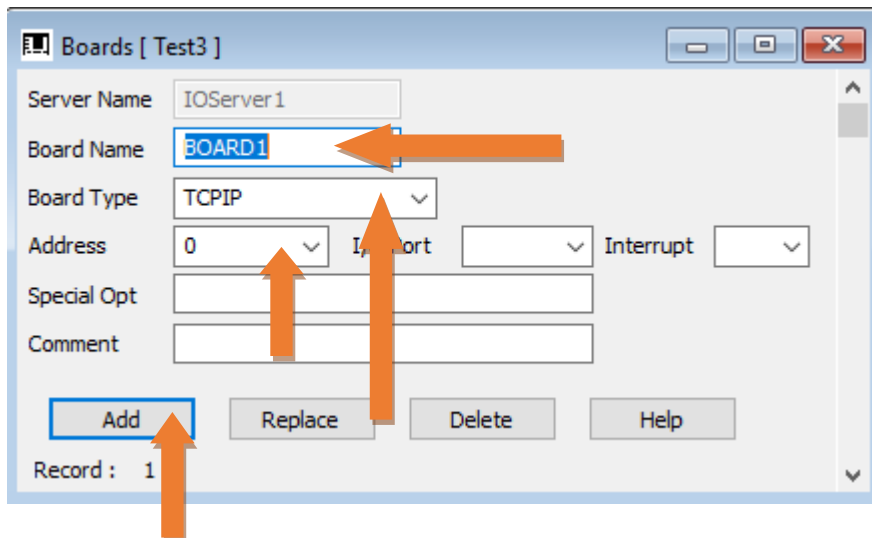 Boards [ Test3 ]
Server Name IOServer1
Board Name BOARD1
Board Type TCPIP
Address 0 Interrupt
Special Opt
Comment
Add Replace Delete Help
Record : 1